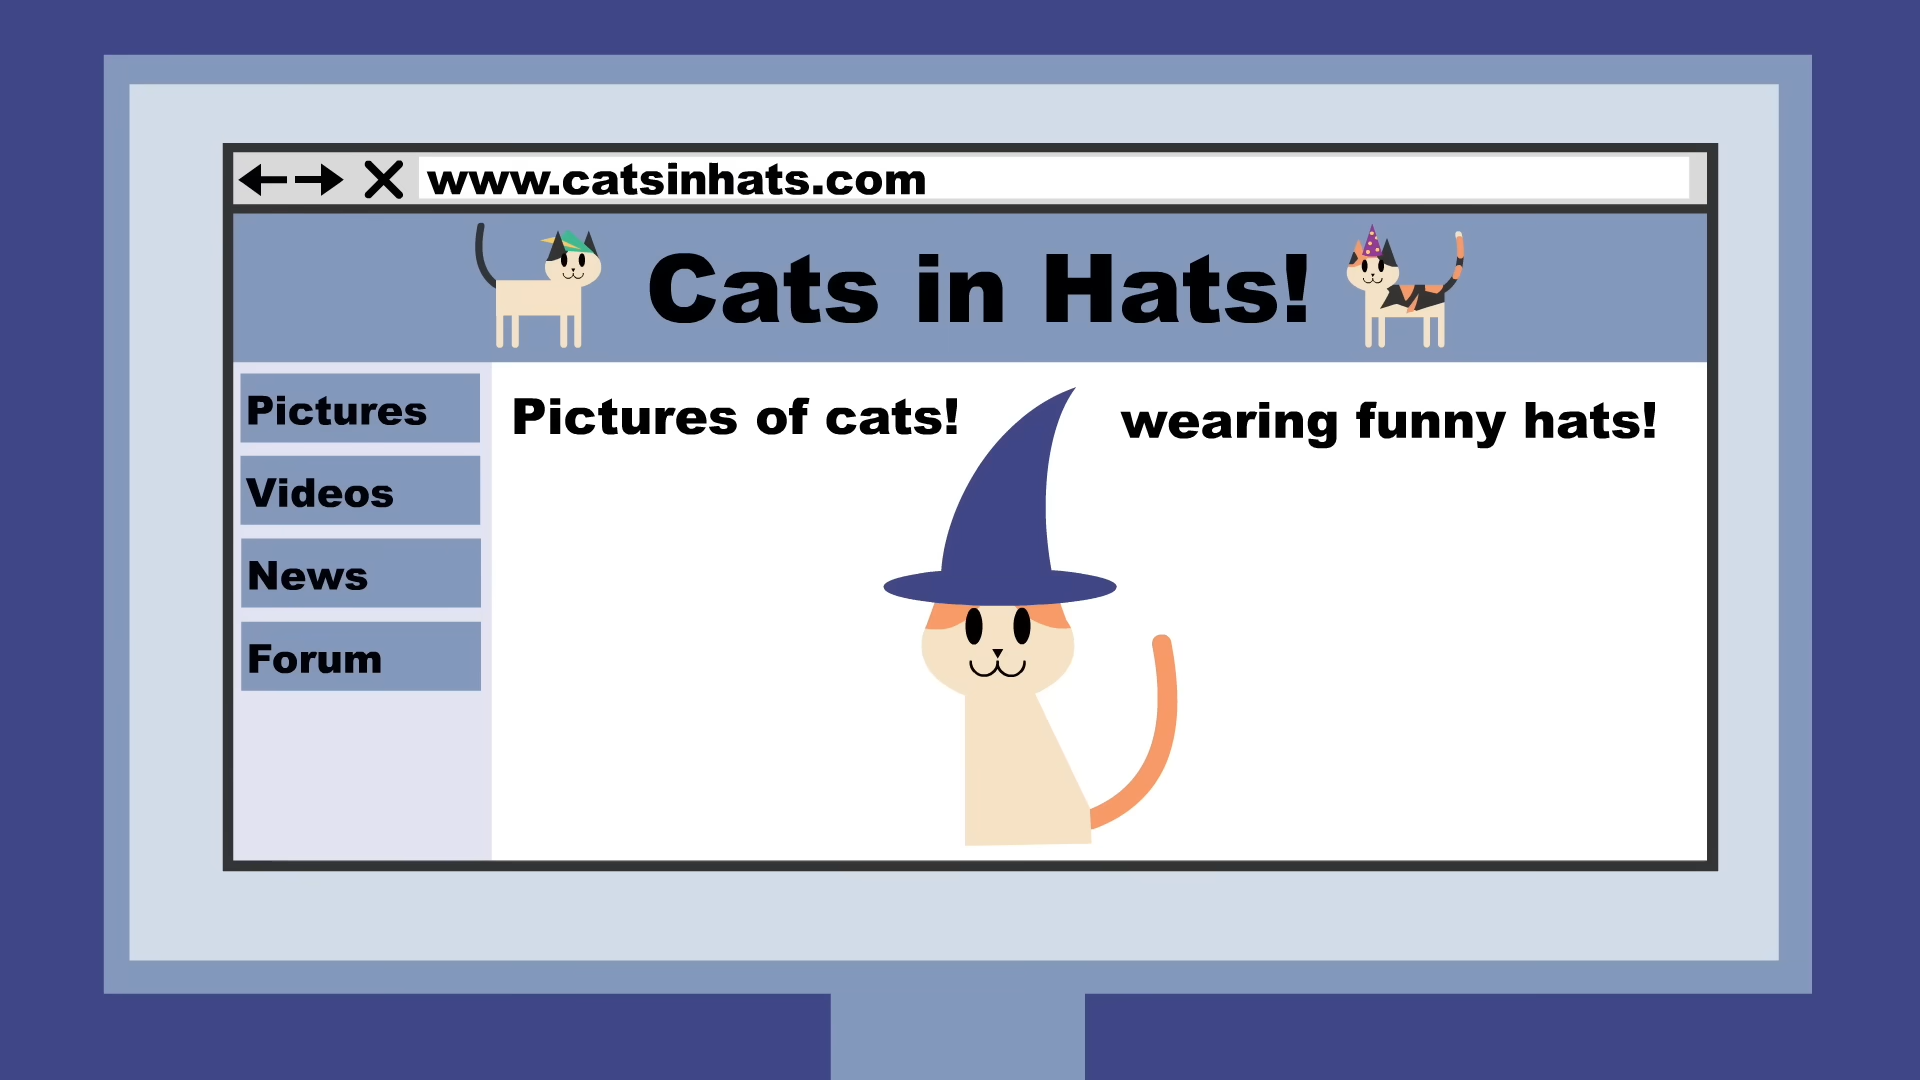 www.catsinhats.com
Cats in Hats!
Pictures
Videos
News
Forum
Pictures of cats!
wearing funny hats!